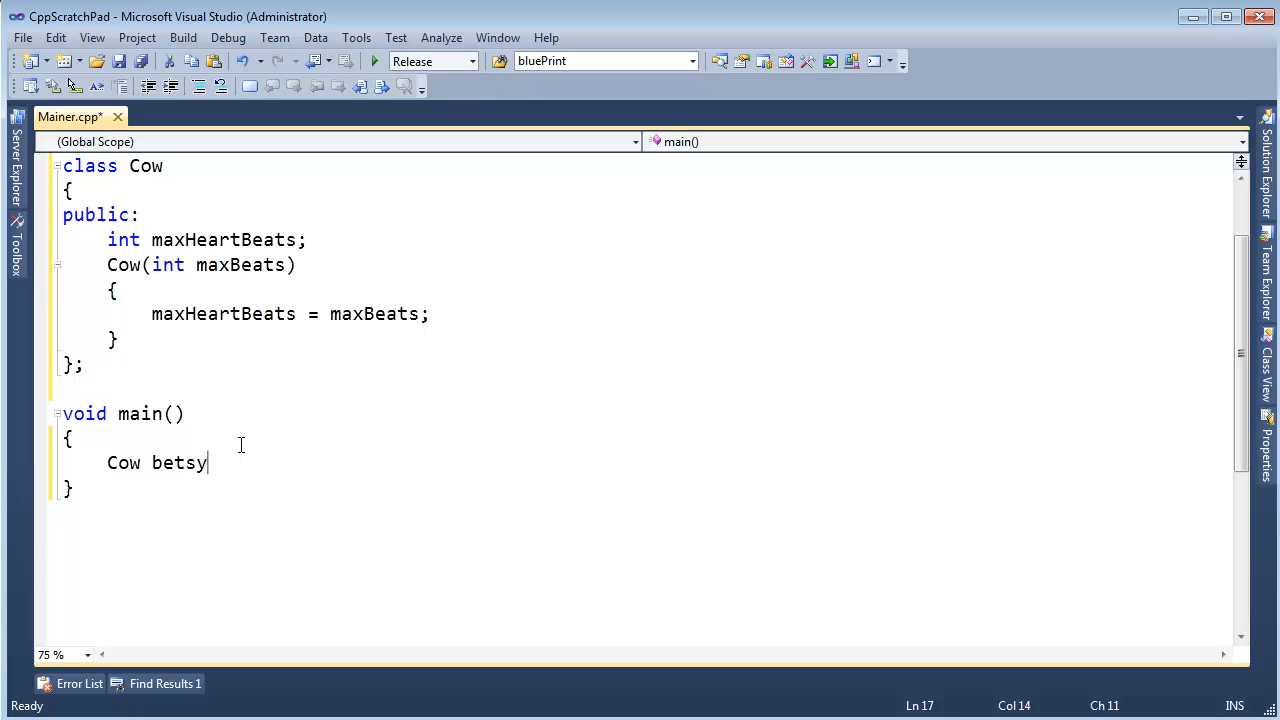 CppScratchPad - Microsoft Visual Studio (Administrator)
File Edit View Project Build Debug Team Data Tools Test Analyze Window Help
Release bluePrint
Mainer.cpp*
(Global Scope) main()
class Cow
{
public:
int maxHeartBeats;
Cow(int maxBeats)
{
maxHeartBeats = maxBeats;
}
};
void main()
{
Cow betsy
}
75 %
Error List Find Results 1
Ready Ln 17 Col 14 Ch 11 INS
Server Explorer
Toolbox
Solution Explorer
Team Explorer
Class View
Properties